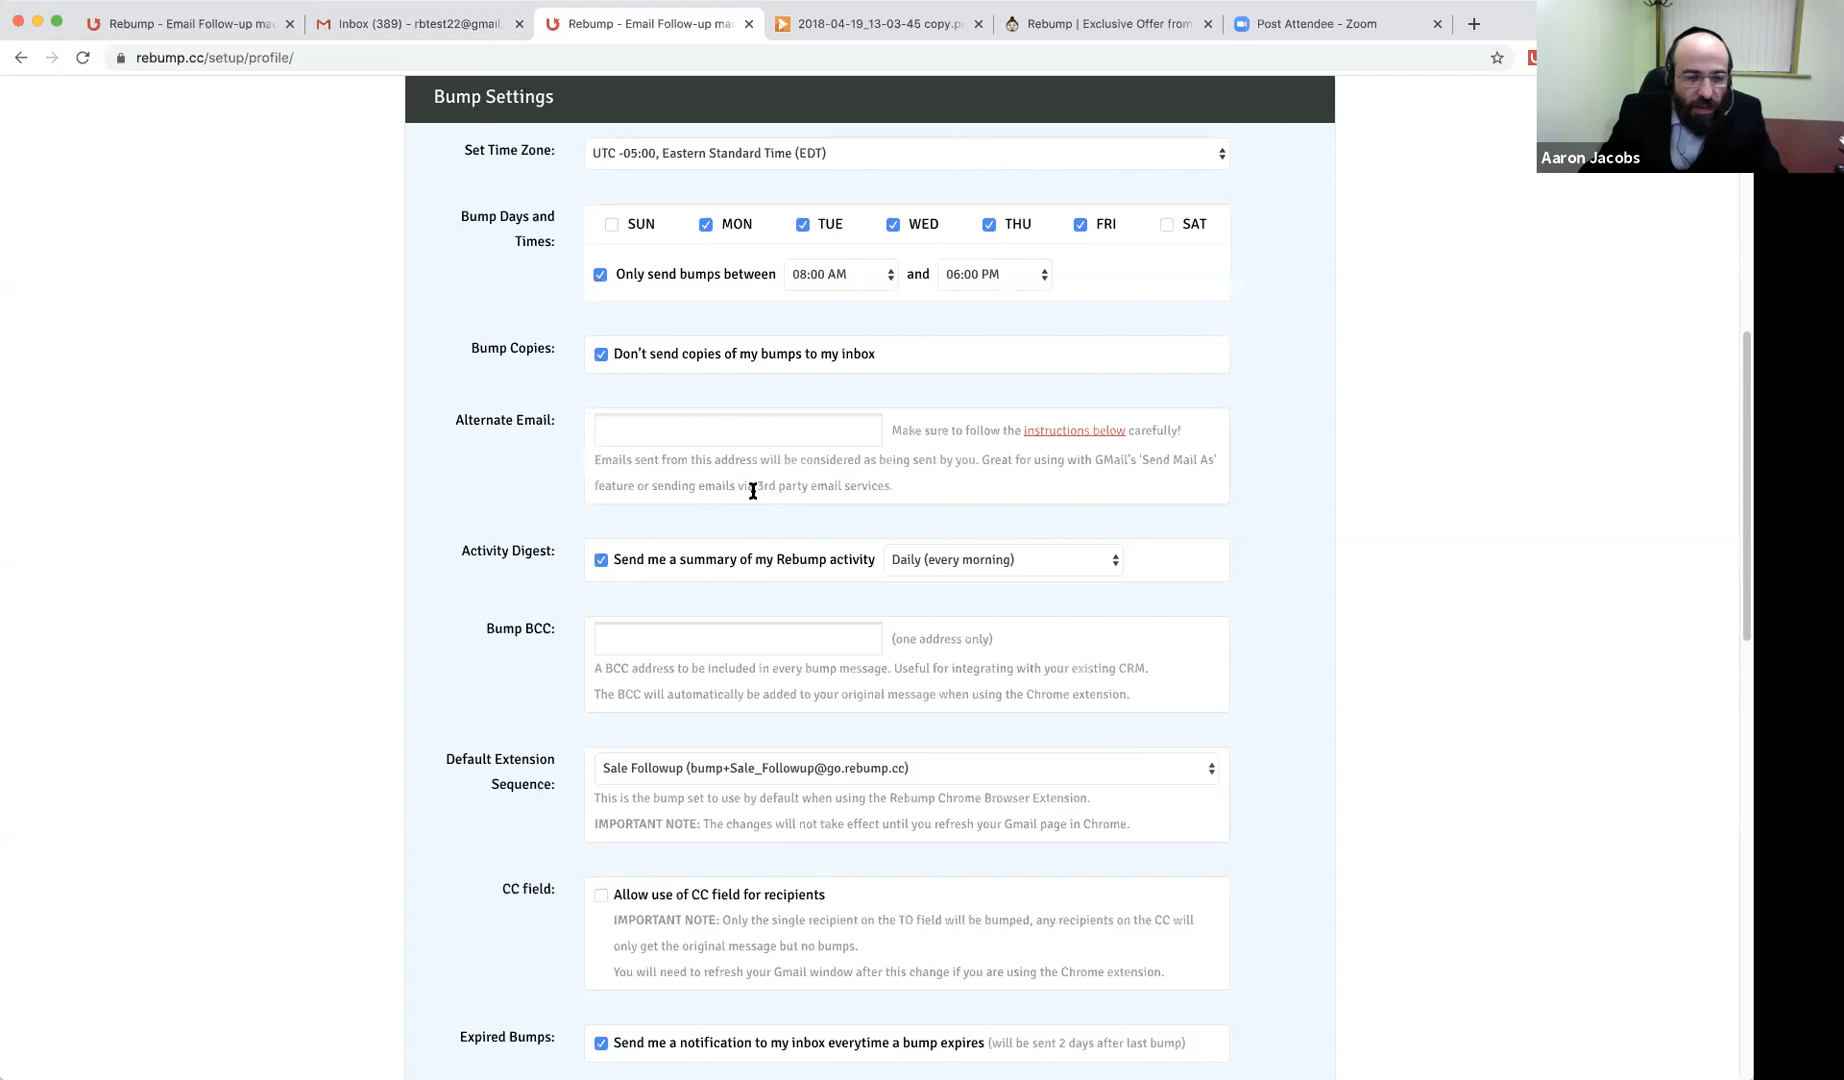 Rebump - Email Follow-up mac
Inbox (389) - rbtest22@gmail.
Rebump - Email Follow-up mac
2018-04-19_13-03-45 copy.p
Rebump | Exclusive Offer from
Post Attendee - Zoom
rebump.cc/setup/profile/
Aaron Jacobs
Bump Settings
Set Time Zone:
UTC -05:00, Eastern Standard Time (EDT)
Bump Days and
Times:
SUN MON TUE WED THU FRI SAT
Only send bumps between 08:00 AM and 06:00 PM
Bump Copies:
Don't send copies of my bumps to my inbox
Alternate Email:
Make sure to follow the instructions below carefully!
Emails sent from this address will be considered as being sent by you. Great for using with GMail's 'Send Mail As'
feature or sending emails via 3rd party email services.
Activity Digest:
Send me a summary of my Rebump activity Daily (every morning)
Bump BCC:
(one address only)
A BCC address to be included in every bump message. Useful for integrating with your existing CRM.
The BCC will automatically be added to your original message when using the Chrome extension.
Default Extension
Sequence:
Sale Followup (bump+Sale_Followup@go.rebump.cc)
This is the bump set to use by default when using the Rebump Chrome Browser Extension.
IMPORTANT NOTE: The changes will not take effect until you refresh your Gmail page in Chrome.
CC field:
Allow use of CC field for recipients
IMPORTANT NOTE: Only the single recipient on the TO field will be bumped, any recipients on the CC will
only get the original message but no bumps.
You will need to refresh your Gmail window after this change if you are using the Chrome extension.
Expired Bumps:
Send me a notification to my inbox everytime a bump expires (will be sent 2 days after last bump)